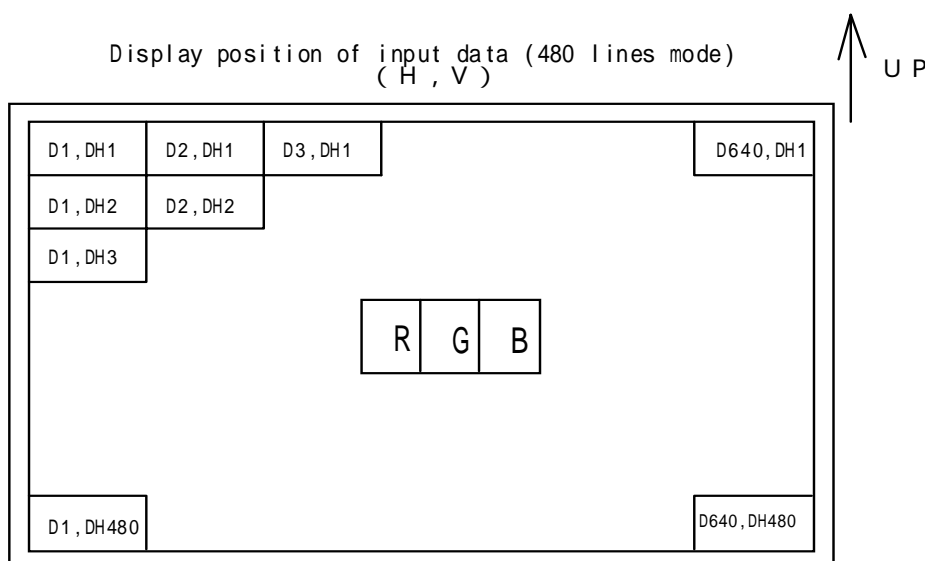 Display position of input data (480 lines mode)
( H , V )
U P
D1,DH1 D2,DH1 D3,DH1 D640,DH1
D1,DH2 D2,DH2
D1,DH3
R G B
D1,DH480 D640,DH480